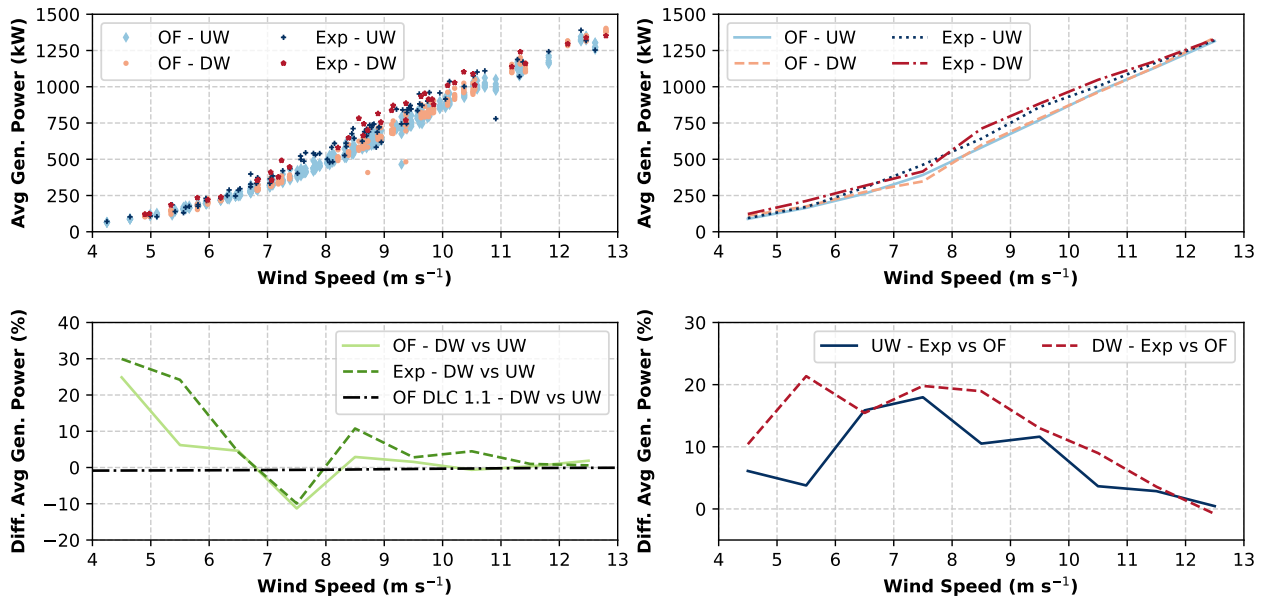 1500
1250
1000
750
500
250
0
Avg Gen. Power (kW)
OF - UW
OF - DW
Exp - UW
Exp - DW
4 5 6 7 8 9 10 11 12 13
Wind Speed (m s⁻¹)
1500
1250
1000
750
500
250
0
Avg Gen. Power (kW)
OF - UW
OF - DW
Exp - UW
Exp - DW
4 5 6 7 8 9 10 11 12 13
Wind Speed (m s⁻¹)
40
30
20
10
0
−10
−20
Diff. Avg Gen. Power (%)
OF - DW vs UW
Exp - DW vs UW
OF DLC 1.1 - DW vs UW
4 5 6 7 8 9 10 11 12 13
Wind Speed (m s⁻¹)
30
20
10
0
Diff. Avg Gen. Power (%)
UW - Exp vs OF
DW - Exp vs OF
4 5 6 7 8 9 10 11 12 13
Wind Speed (m s⁻¹)